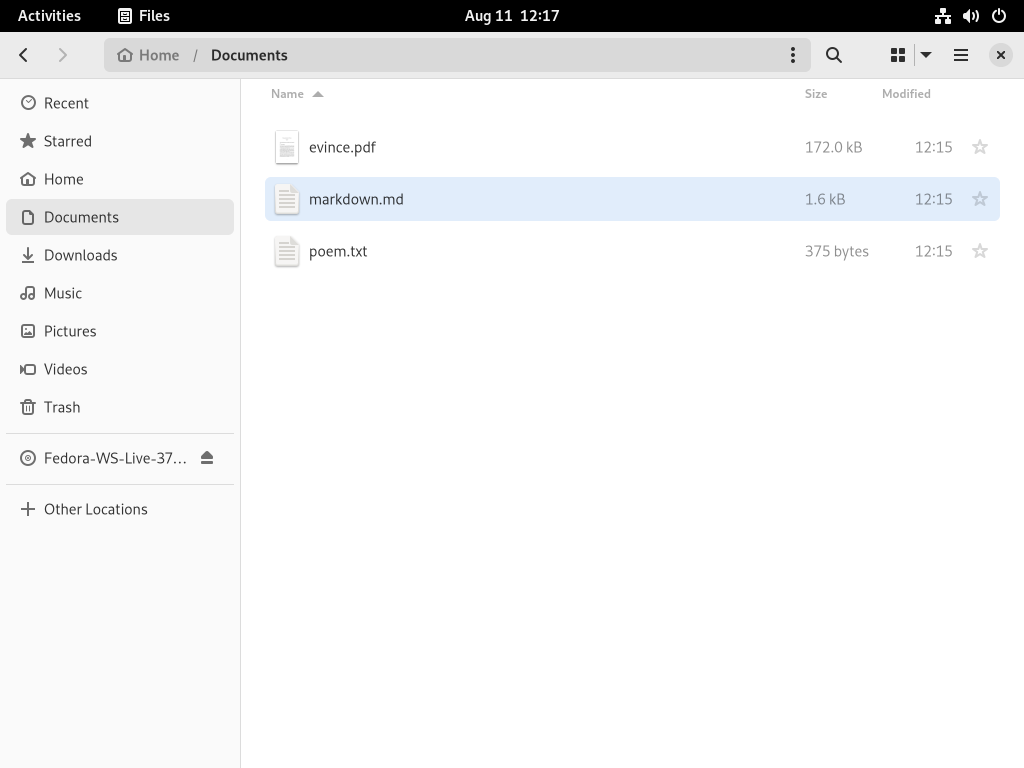 Activities Files Aug 11 12:17
Home / Documents
Recent
Starred
Home
Documents
Downloads
Music
Pictures
Videos
Trash
Fedora-WS-Live-37...
Other Locations
Name Size Modified
evince.pdf 172.0 kB 12:15
markdown.md 1.6 kB 12:15
poem.txt 375 bytes 12:15